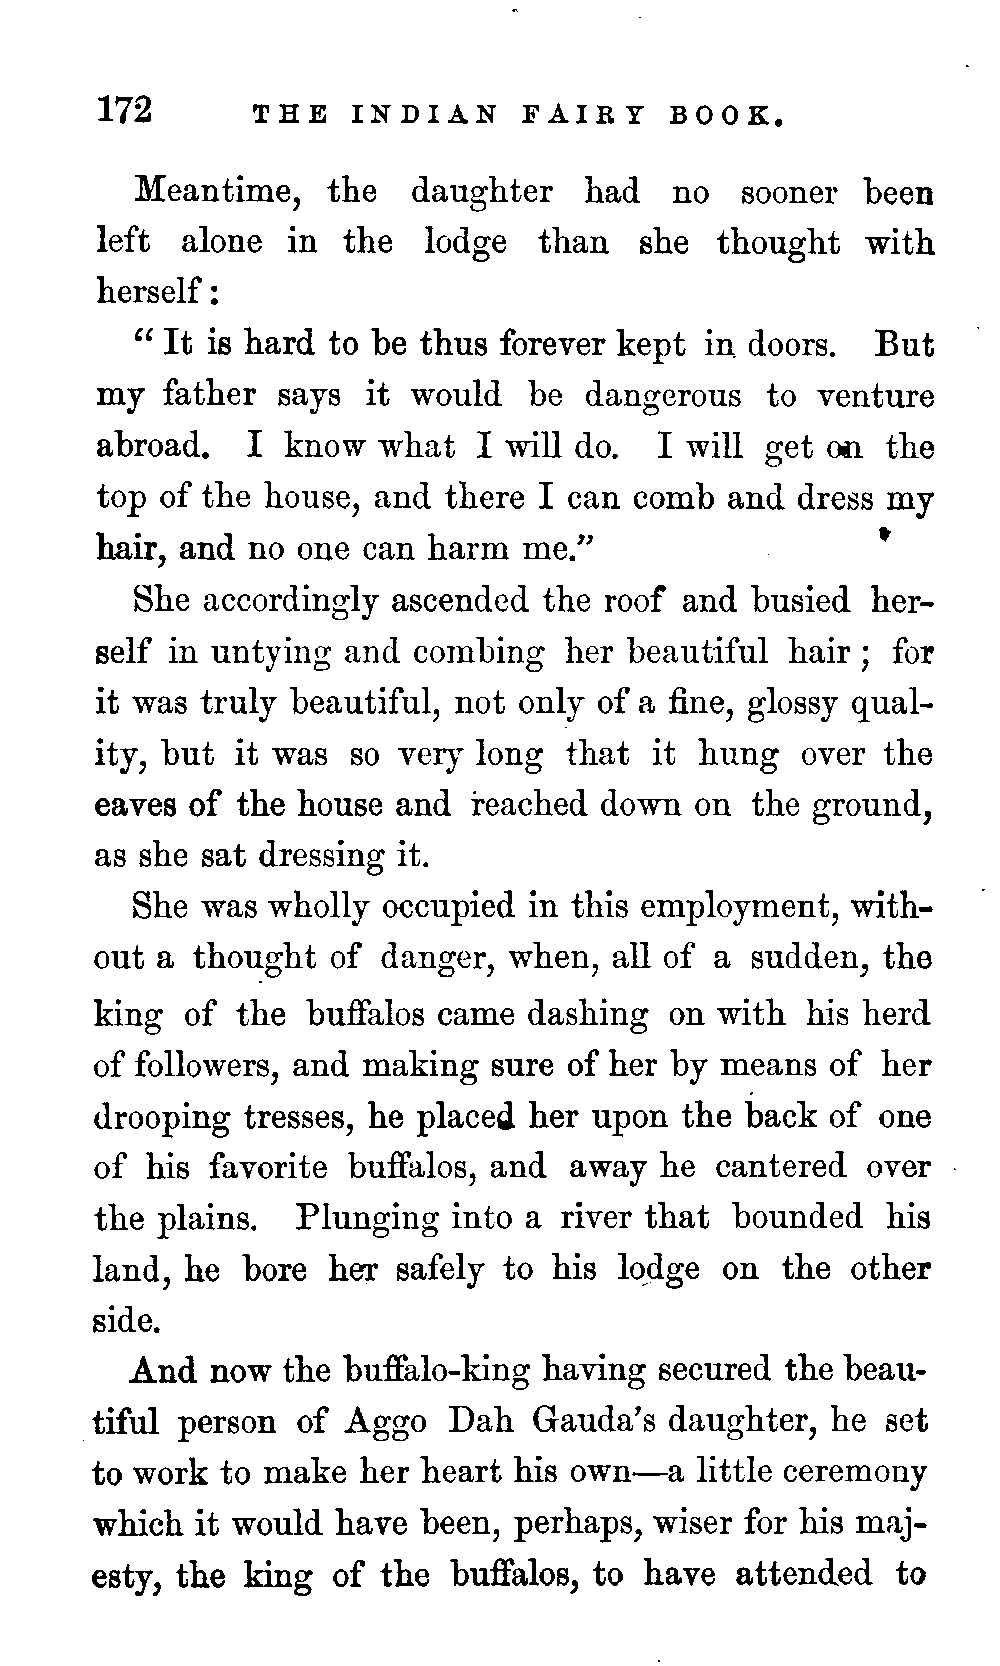 172 THE INDIAN FAIRY BOOK.
Meantime, the daughter had no sooner been
left alone in the lodge than she thought with
herself :
“ It is hard to be thus forever kept in doors. But
my father says it would be dangerous to venture
abroad. I know what I will do. I will get on the
top of the house, and there I can comb and dress my
hair, and no one can harm me.”
She accordingly ascended the roof and busied her-
self in untying and combing her beautiful hair ; for
it was truly beautiful, not only of a fine, glossy qual-
ity, but it was so very long that it hung over the
eaves of the house and reached down on the ground,
as she sat dressing it.
She was wholly occupied in this employment, with-
out a thought of danger, when, all of a sudden, the
king of the buffalos came dashing on with his herd
of followers, and making sure of her by means of her
drooping tresses, he placed her upon the back of one
of his favorite buffalos, and away he cantered over
the plains. Plunging into a river that bounded his
land, he bore her safely to his lodge on the other
side.
And now the buffalo-king having secured the beau-
tiful person of Aggo Dah Gauda’s daughter, he set
to work to make her heart his own—a little ceremony
which it would have been, perhaps, wiser for his maj-
esty, the king of the buffalos, to have attended to